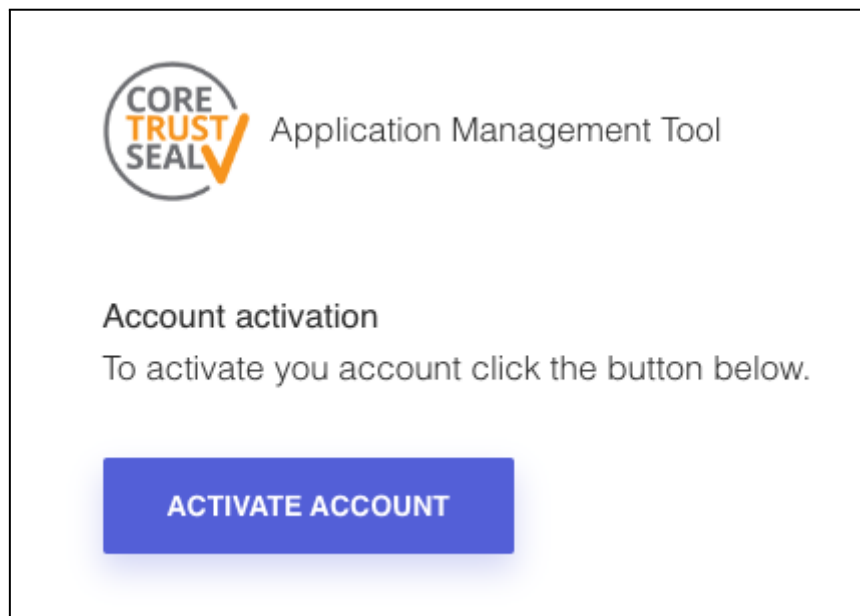 CORE
TRUST
SEAL
Application Management Tool
Account activation
To activate you account click the button below.
ACTIVATE ACCOUNT